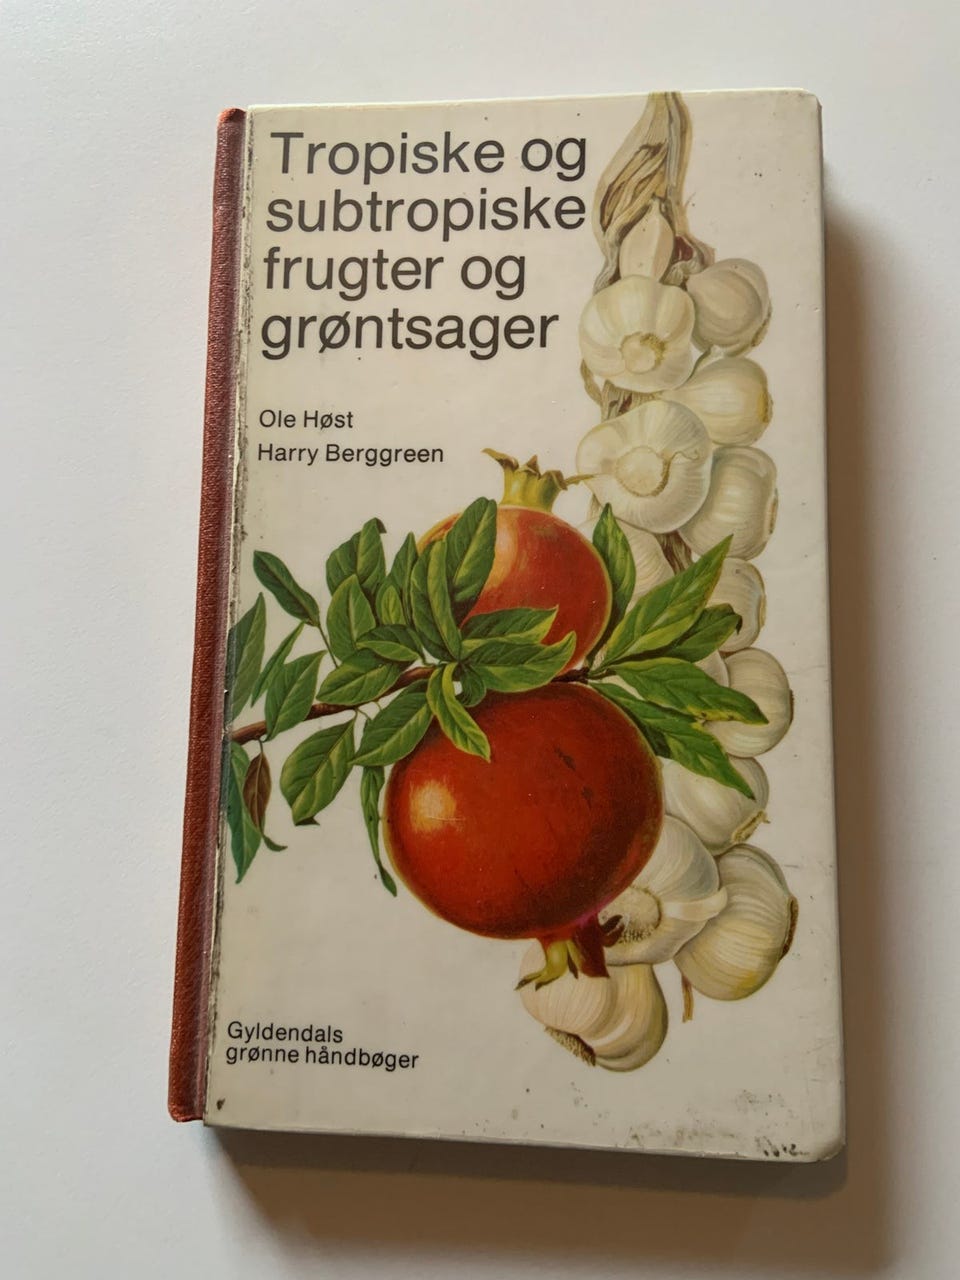 Tropiske og
subtropiske
frugter og
grøntsager
Ole Høst
Harry Berggreen
Gyldendals
grønne håndbøger